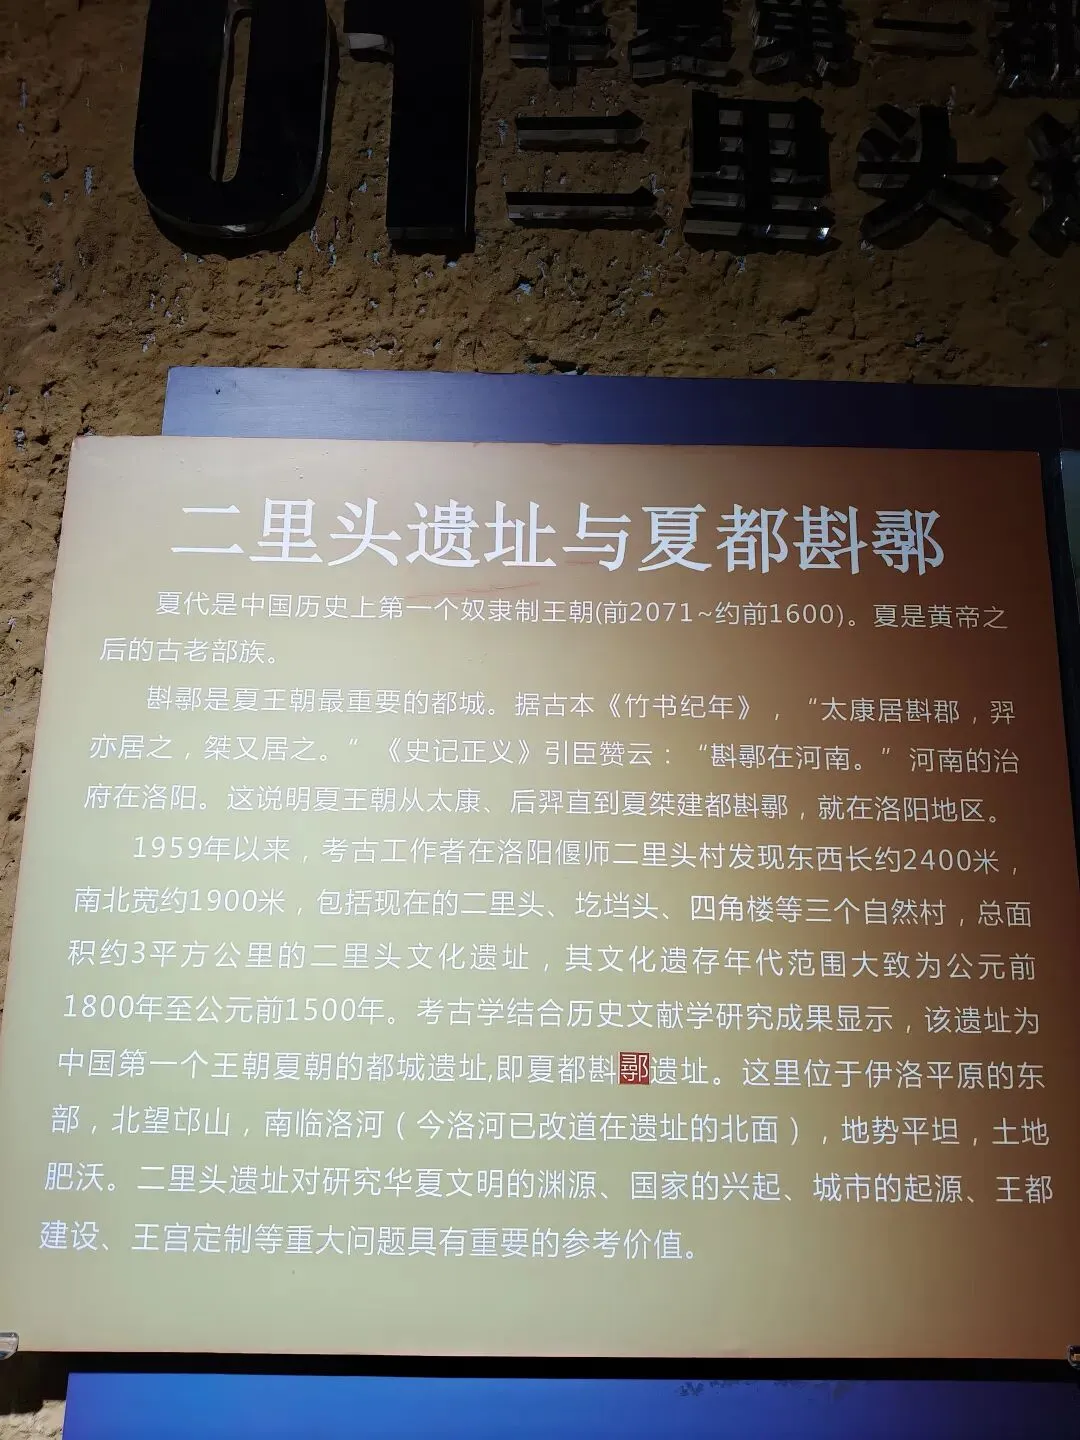 01
华夏第一都
二里头
二里头遗址与夏都斟鄩
夏代是中国历史上第一个奴隶制王朝(前2071~约前1600)。夏是黄帝之
后的古老部族。
斟鄩是夏王朝最重要的都城。据古本《竹书纪年》，“太康居斟郡，羿
亦居之，桀又居之。”《史记正义》引臣赞云：“斟鄩在河南。”河南的治
府在洛阳。这说明夏王朝从太康、后羿直到夏桀建都斟鄩，就在洛阳地区。
1959年以来，考古工作者在洛阳偃师二里头村发现东西长约2400米，
南北宽约1900米，包括现在的二里头、圪垱头、四角楼等三个自然村，总面
积约3平方公里的二里头文化遗址，其文化遗存年代范围大致为公元前
1800年至公元前1500年。考古学结合历史文献学研究成果显示，该遗址为
中国第一个王朝夏朝的都城遗址,即夏都斟鄩遗址。这里位于伊洛平原的东
部，北望邙山，南临洛河（今洛河已改道在遗址的北面），地势平坦，土地
肥沃。二里头遗址对研究华夏文明的渊源、国家的兴起、城市的起源、王都
建设、王宫定制等重大问题具有重要的参考价值。